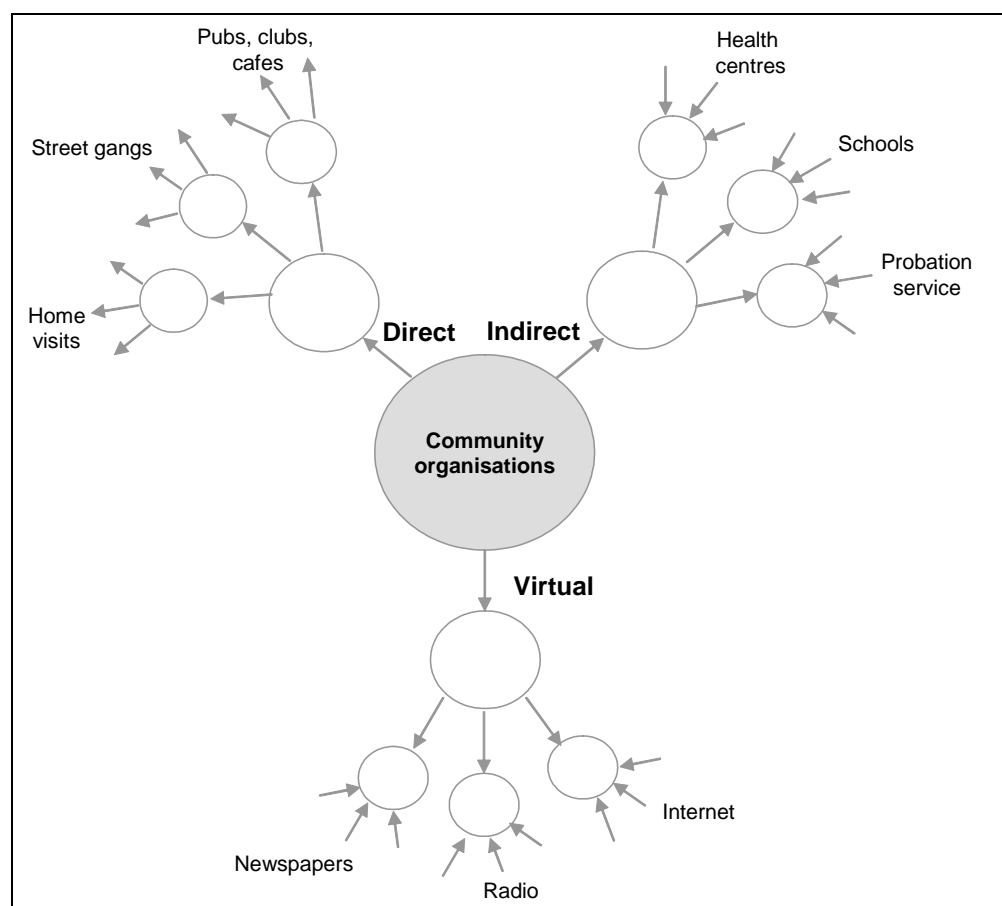 Pubs, clubs,
cafes
Health
centres
Street gangs
Schools
Probation
service
Home
visits
Direct
Indirect
Community
organisations
Virtual
Internet
Newspapers
Radio